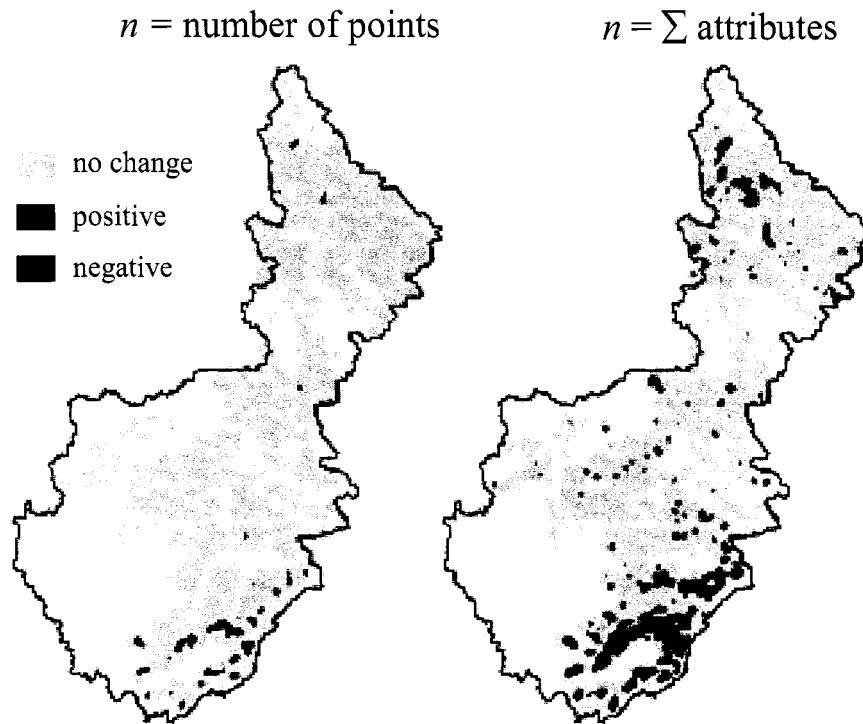 n = number of points
n = ∑ attributes
no change
positive
negative